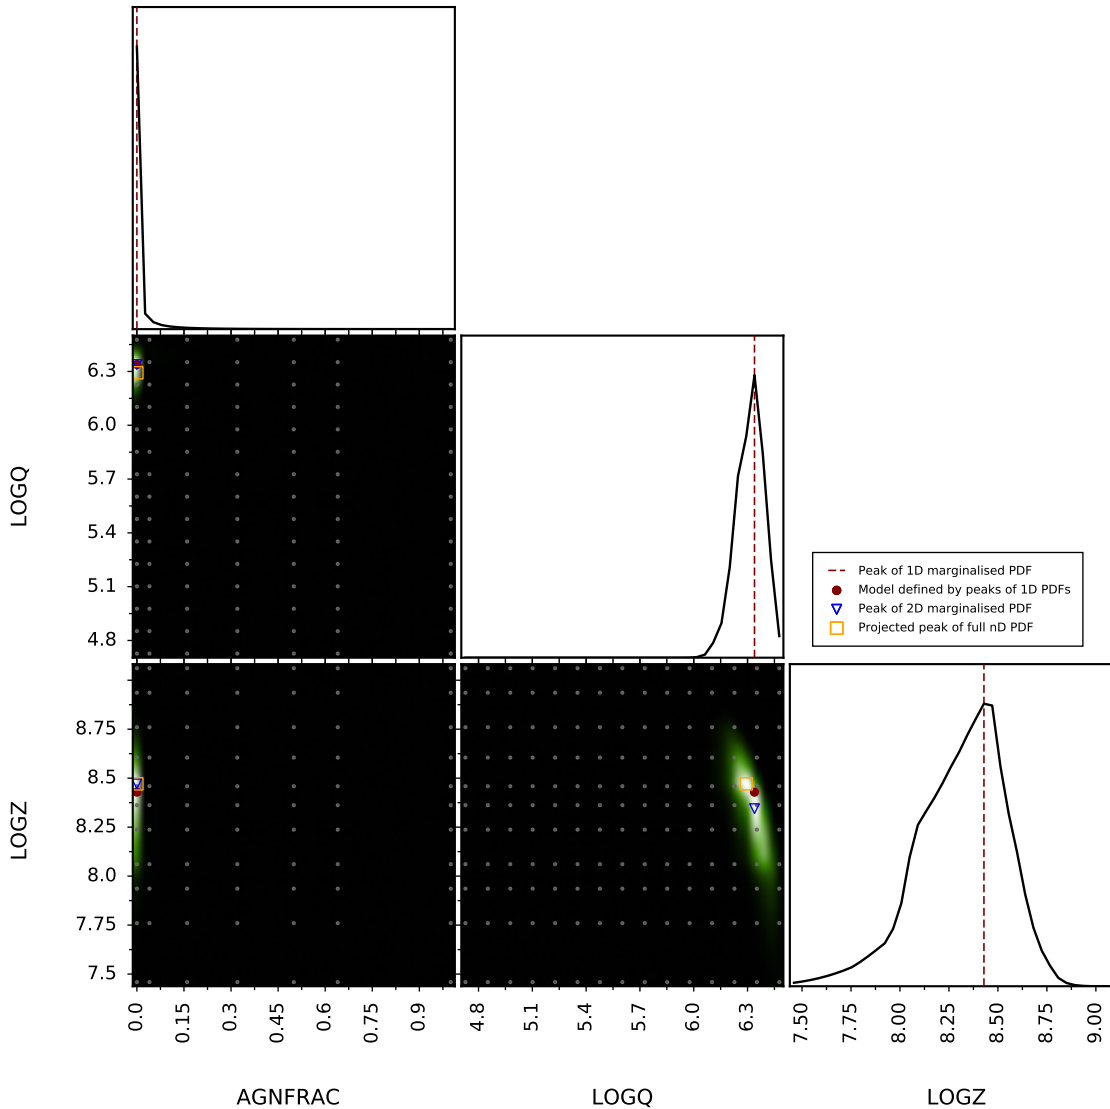 LOGQ
6.3
6.0
5.7
5.4
5.1
4.8
Peak of 1D marginalised PDF
Model defined by peaks of 1D PDFs
Peak of 2D marginalised PDF
Projected peak of full nD PDF
LOGZ
8.75
8.5
8.25
8.0
7.75
7.5
0.0 0.15 0.3 0.45 0.6 0.75 0.9
4.8 5.1 5.4 5.7 6.0 6.3
7.50 7.75 8.00 8.25 8.50 8.75 9.00
AGNFRAC
LOGQ
LOGZ